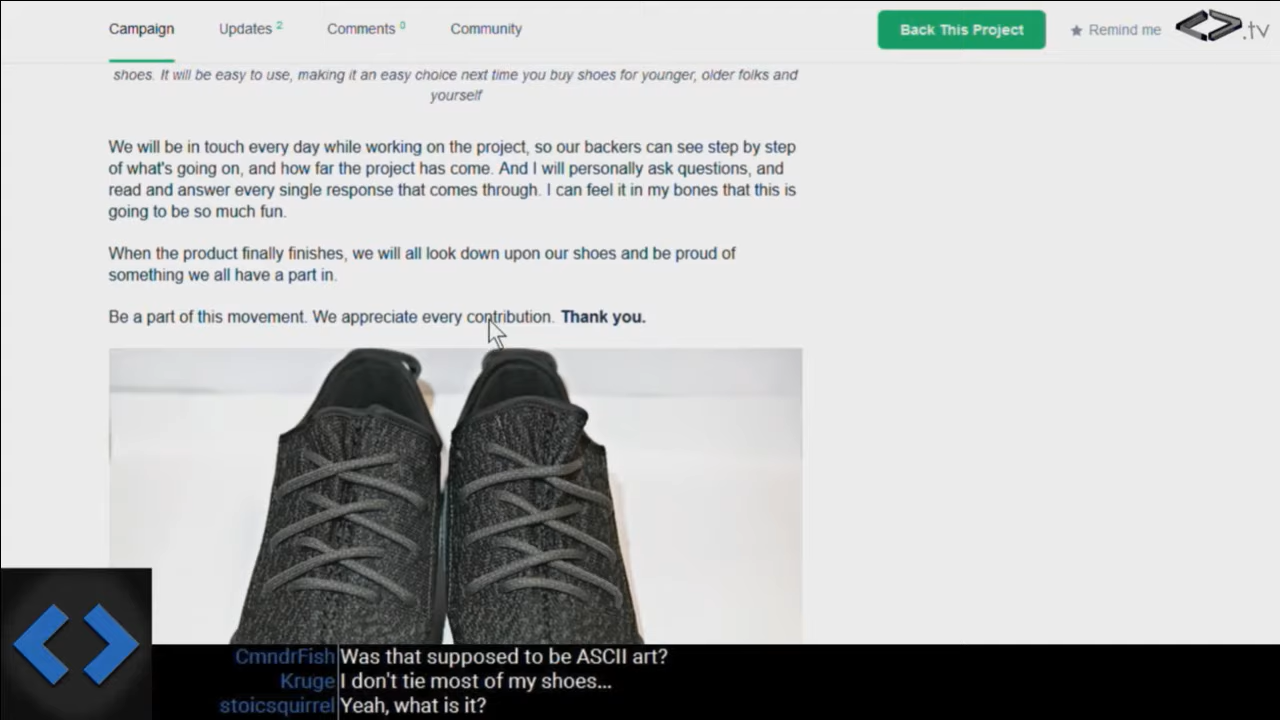 Campaign Updates 2 Comments 0 Community Back This Project Remind me <>.tv
shoes. It will be easy to use, making it an easy choice next time you buy shoes for younger, older folks and
yourself
We will be in touch every day while working on the project, so our backers can see step by step
of what's going on, and how far the project has come. And I will personally ask questions, and
read and answer every single response that comes through. I can feel it in my bones that this is
going to be so much fun.
When the product finally finishes, we will all look down upon our shoes and be proud of
something we all have a part in.
Be a part of this movement. We appreciate every contribution. Thank you.
CmndrFish Was that supposed to be ASCII art?
Kruge I don't tie most of my shoes...
stoicsquirrel Yeah, what is it?